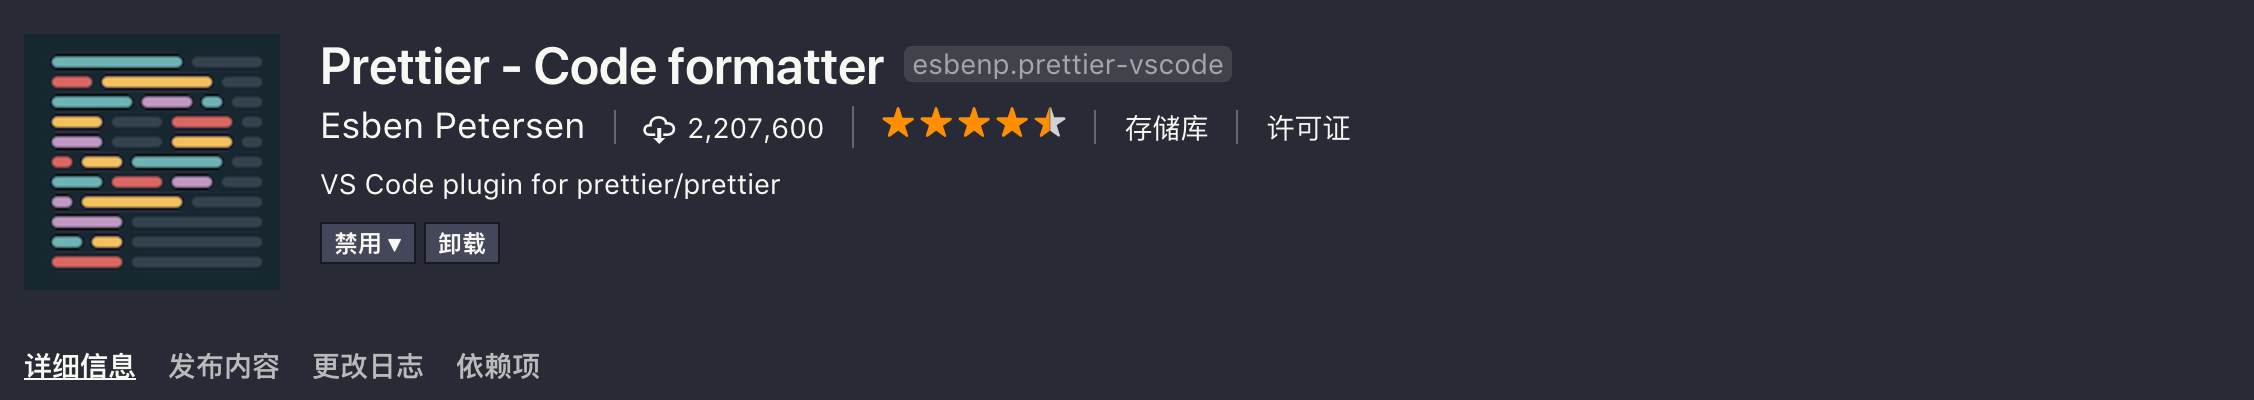 Prettier - Code formatter esbenp.prettier-vscode
Esben Petersen 2,207,600 存储库 许可证
VS Code plugin for prettier/prettier
禁用 ▾ 卸载
详细信息 发布内容 更改日志 依赖项